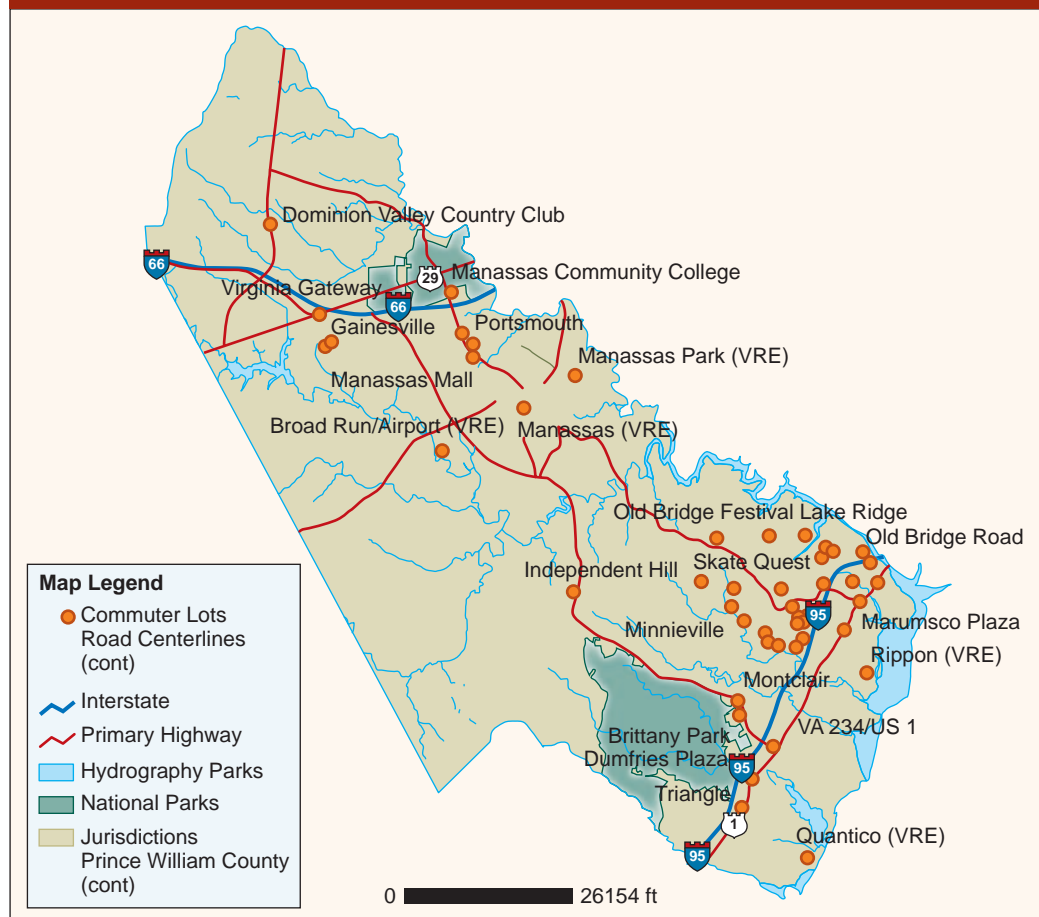 Dominion Valley Country Club
66
29
Manassas Community College
Virginia Gateway
66
Gainesville
Portsmouth
Manassas Park (VRE)
Manassas Mall
Broad Run/Airport (VRE)
Manassas (VRE)
Old Bridge Festival Lake Ridge
Old Bridge Road
Independent Hill
Skate Quest
95
Minnieville
Marumsco Plaza
Rippon (VRE)
Montclair
VA 234/US 1
Brittany Park
Dumfries Plaza
95
Triangle
1
95
Quantico (VRE)
Map Legend
Commuter Lots
Road Centerlines
(cont)
Interstate
Primary Highway
Hydrography Parks
National Parks
Jurisdictions
Prince William County
(cont)
0 26154 ft